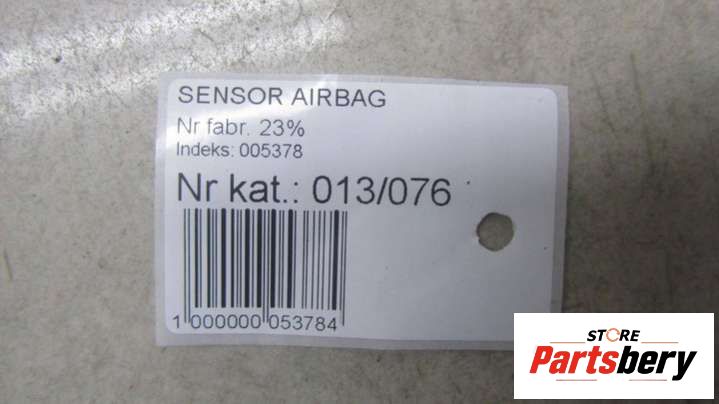 SENSOR AIRBAG
Nr fabr. 23%
Indeks: 005378
Nr kat.: 013/076
1 000000 053784
STORE
Partsbery